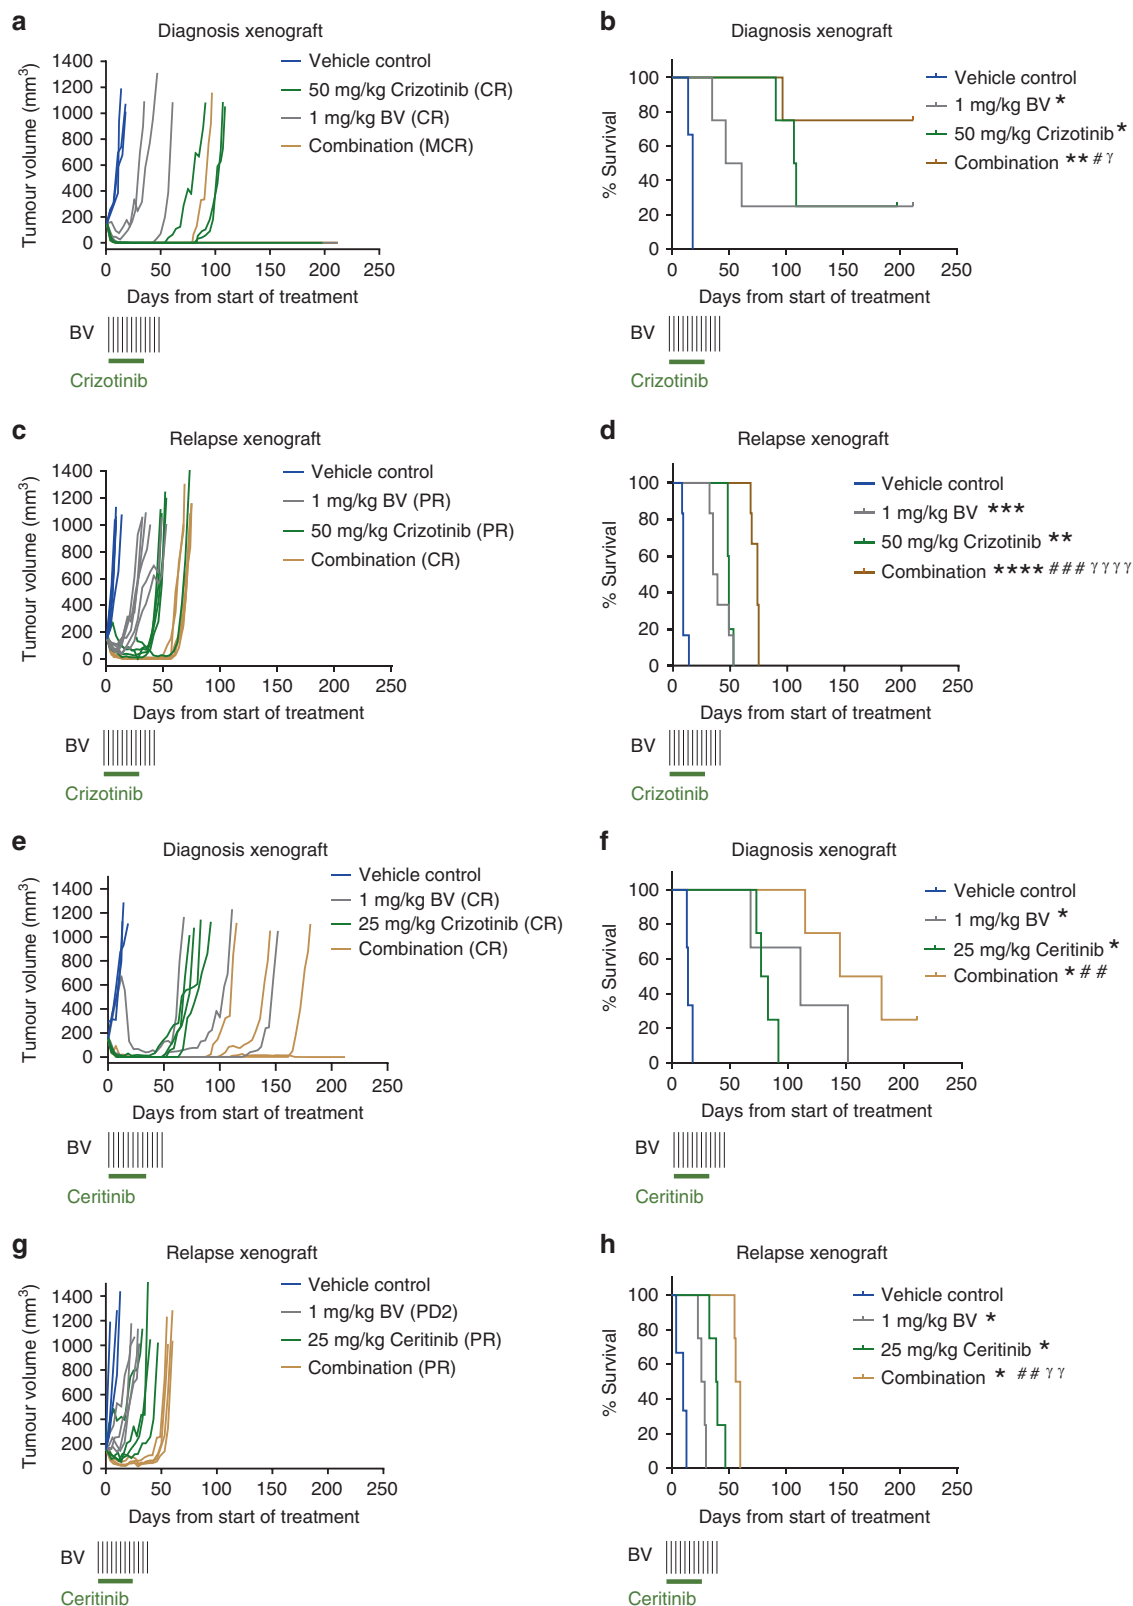 a
Diagnosis xenograft
Tumour volume (mm³)
1400
1200
1000
800
600
400
200
0
0 50 100 150 200 250
Days from start of treatment
Vehicle control
50 mg/kg Crizotinib (CR)
1 mg/kg BV (CR)
Combination (MCR)
BV
Crizotinib
b
Diagnosis xenograft
% Survival
100
80
60
40
20
0
0 50 100 150 200 250
Days from start of treatment
Vehicle control
1 mg/kg BV *
50 mg/kg Crizotinib *
Combination ** # γ
BV
Crizotinib
c
Relapse xenograft
Tumour volume (mm³)
1400
1200
1000
800
600
400
200
0
0 50 100 150 200 250
Days from start of treatment
Vehicle control
1 mg/kg BV (PR)
50 mg/kg Crizotinib (PR)
Combination (CR)
BV
Crizotinib
d
Relapse xenograft
% Survival
100
80
60
40
20
0
0 50 100 150 200 250
Days from start of treatment
Vehicle control
1 mg/kg BV ***
50 mg/kg Crizotinib **
Combination **** # # # γ γ γ γ
BV
Crizotinib
e
Diagnosis xenograft
Tumour volume (mm³)
1400
1200
1000
800
600
400
200
0
0 50 100 150 200 250
Days from start of treatment
Vehicle control
1 mg/kg BV (CR)
25 mg/kg Crizotinib (CR)
Combination (CR)
BV
Ceritinib
f
Diagnosis xenograft
% Survival
100
80
60
40
20
0
0 50 100 150 200 250
Days from start of treatment
Vehicle control
1 mg/kg BV *
25 mg/kg Ceritinib *
Combination * # #
BV
Ceritinib
g
Relapse xenograft
Tumour volume (mm³)
1400
1200
1000
800
600
400
200
0
0 50 100 150 200 250
Days from start of treatment
Vehicle control
1 mg/kg BV (PD2)
25 mg/kg Ceritinib (PR)
Combination (PR)
BV
Ceritinib
h
Relapse xenograft
% Survival
100
80
60
40
20
0
0 50 100 150 200 250
Days from start of treatment
Vehicle control
1 mg/kg BV *
25 mg/kg Ceritinib *
Combination * # # γ γ
BV
Ceritinib